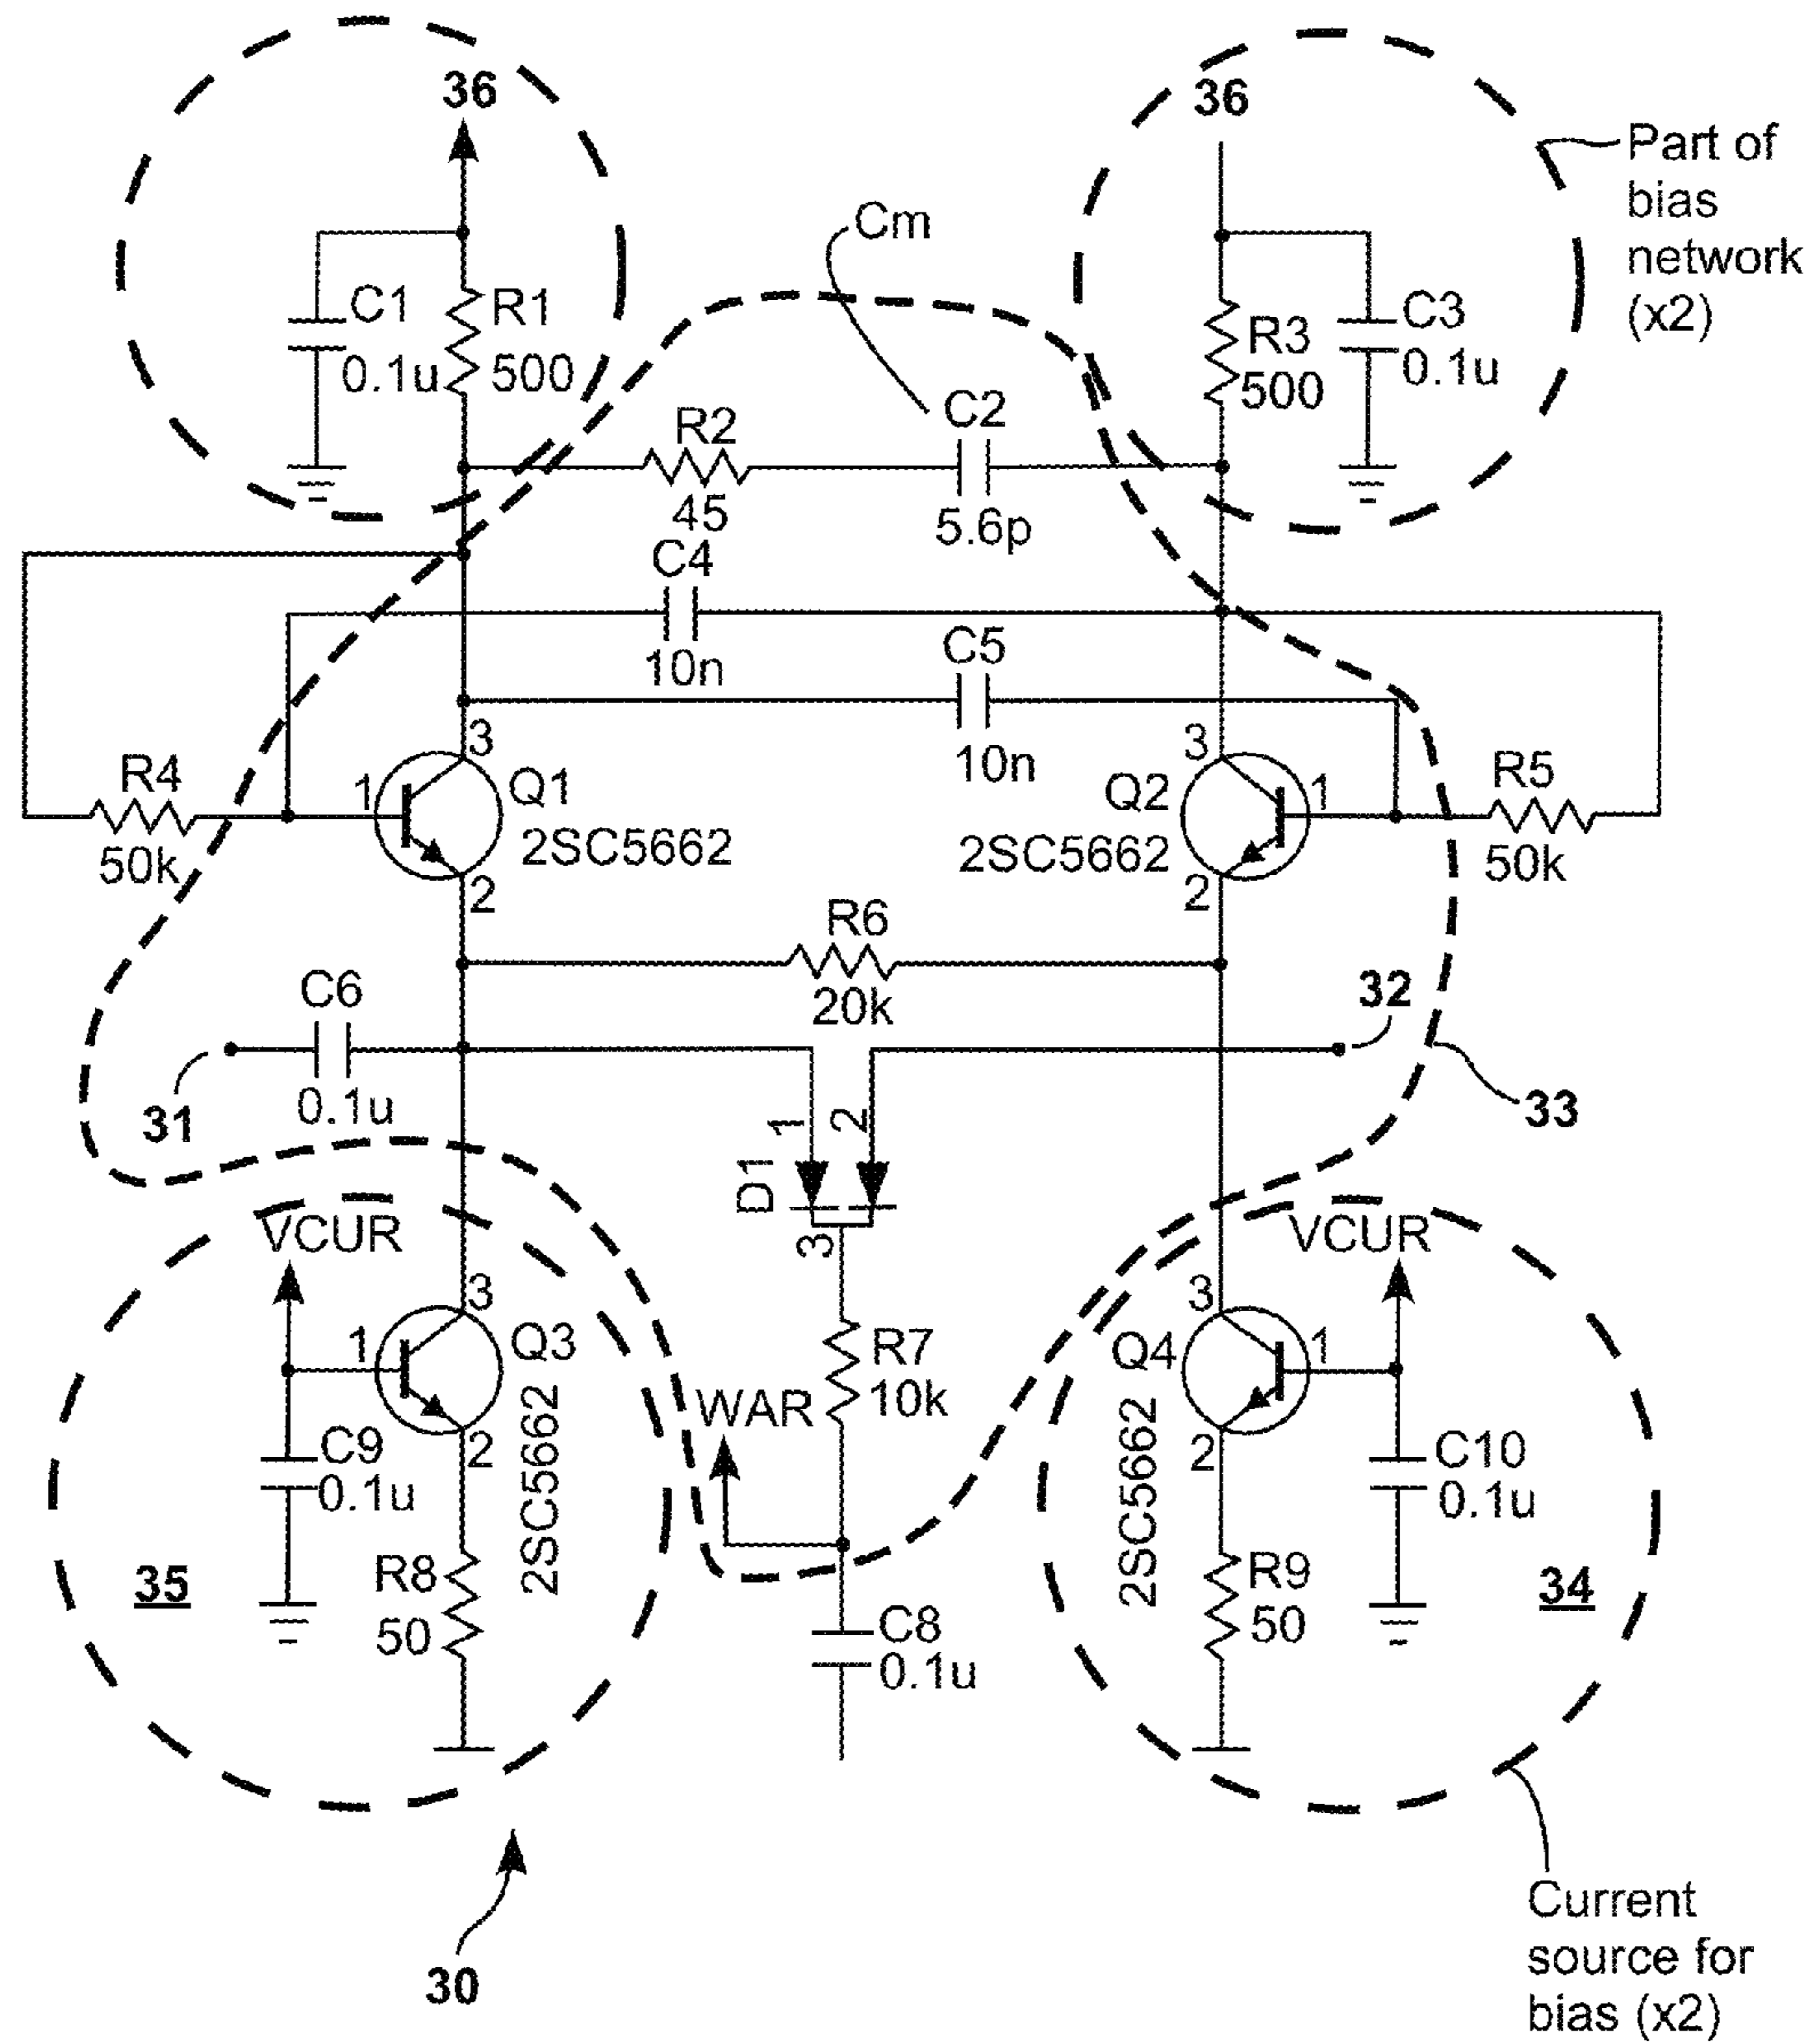 36
36
Part of
bias
network
(x2)
Cm
C1
0.1u
R1
500
R3
500
C3
0.1u
R2
45
C2
5.6p
C4
10n
C5
10n
R4
50k
1
3
Q1
2SC5662
2
3
Q2
2SC5662
1
2
R5
50k
R6
20k
C6
0.1u
31
32
33
1
2
D1
3
VCUR
1
3
Q3
2SC5662
2
C9
0.1u
R8
50
35
WAR
R7
10k
C8
0.1u
VCUR
3
Q4
1
2SC5662
2
C10
0.1u
R9
50
34
30
Current
source for
bias (x2)